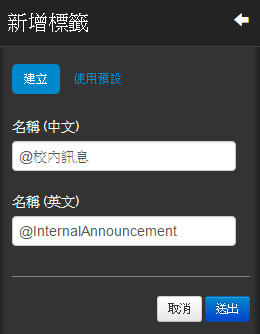 新增標籤
建立 使用預設
名稱 (中文)
@校內訊息
名稱 (英文)
@InternalAnnouncement
取消 送出